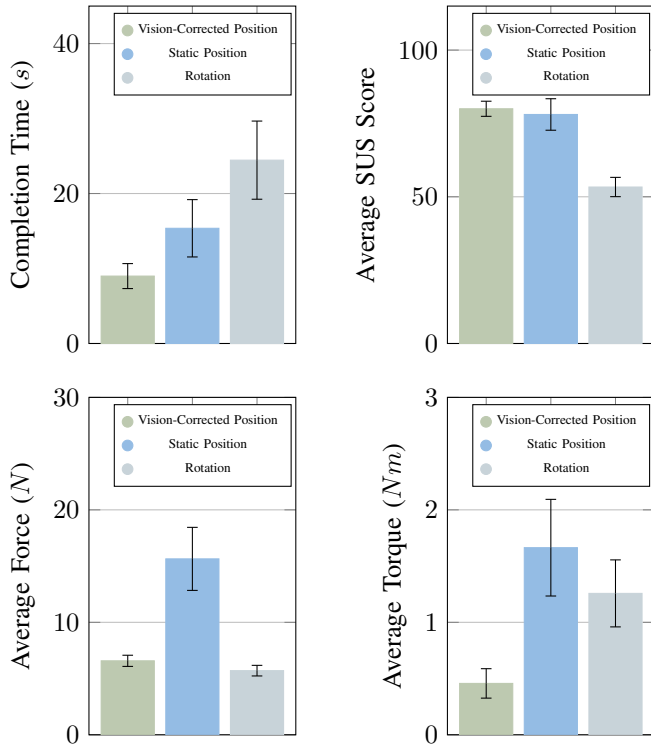 Completion Time (s)
40
20
0
Vision-Corrected Position
Static Position
Rotation
Average SUS Score
100
50
0
Vision-Corrected Position
Static Position
Rotation
Average Force (N)
30
20
10
0
Vision-Corrected Position
Static Position
Rotation
Average Torque (Nm)
3
2
1
0
Vision-Corrected Position
Static Position
Rotation